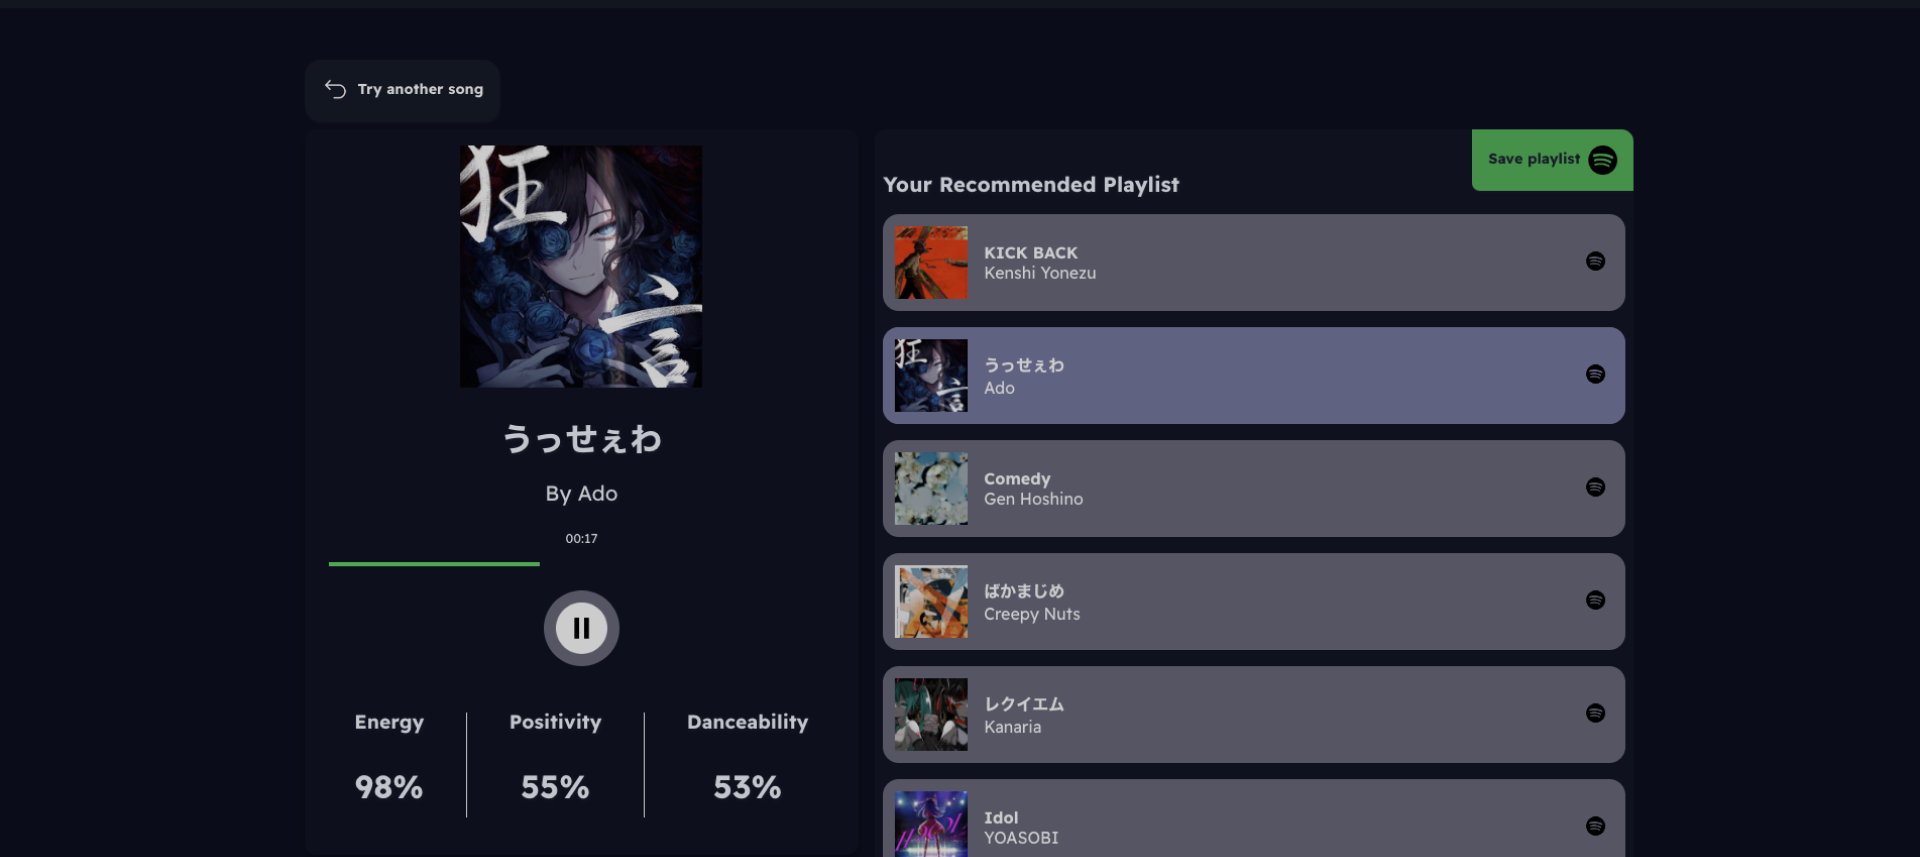 Try another song
狂
言
うっせぇわ
By Ado
00:17
Energy
98%
Positivity
55%
Danceability
53%
Save playlist
Your Recommended Playlist
KICK BACK
Kenshi Yonezu
狂
言
うっせぇわ
Ado
Comedy
Gen Hoshino
ばかまじめ
Creepy Nuts
レクイエム
Kanaria
Idol
YOASOBI